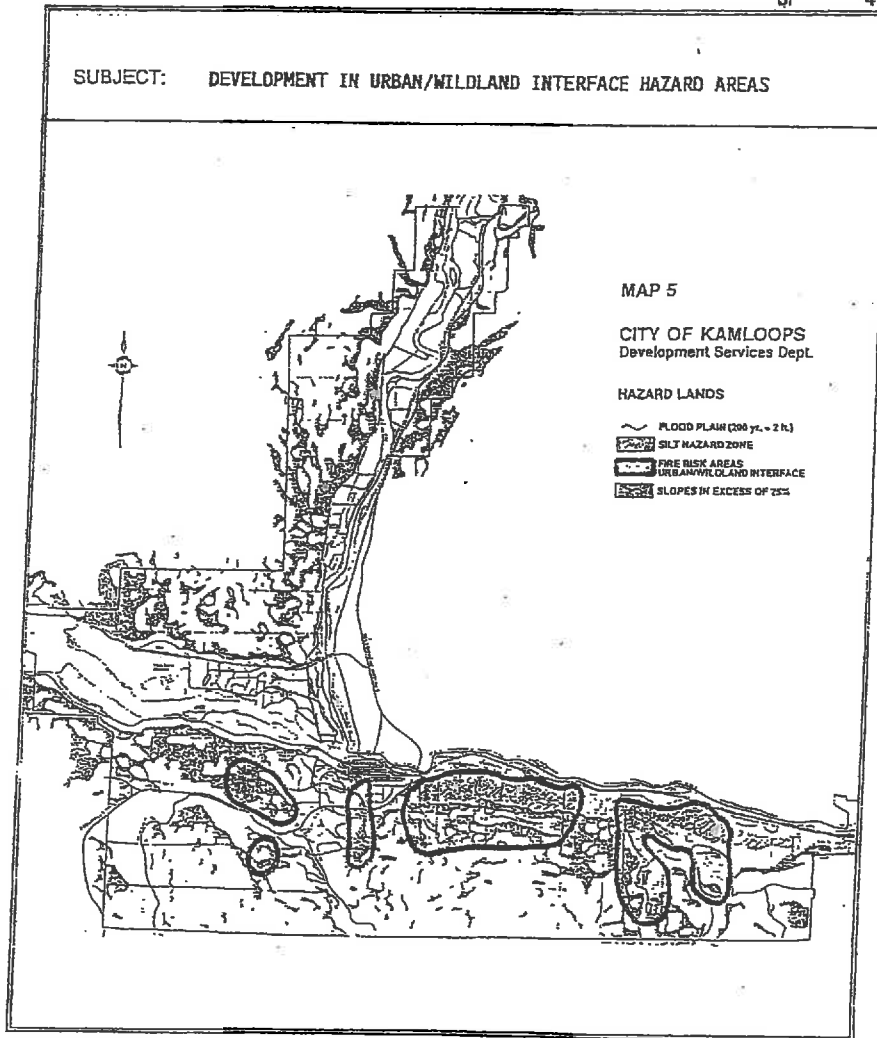 SUBJECT: DEVELOPMENT IN URBAN/WILDLAND INTERFACE HAZARD AREAS
MAP 5
CITY OF KAMLOOPS
Development Services Dept.
HAZARD LANDS
FLOOD PLAIN (200 yr. + 2 ft.)
SILT HAZARD ZONE
FIRE RISK AREAS
URBAN/WILDLAND INTERFACE
SLOPES IN EXCESS OF 25%